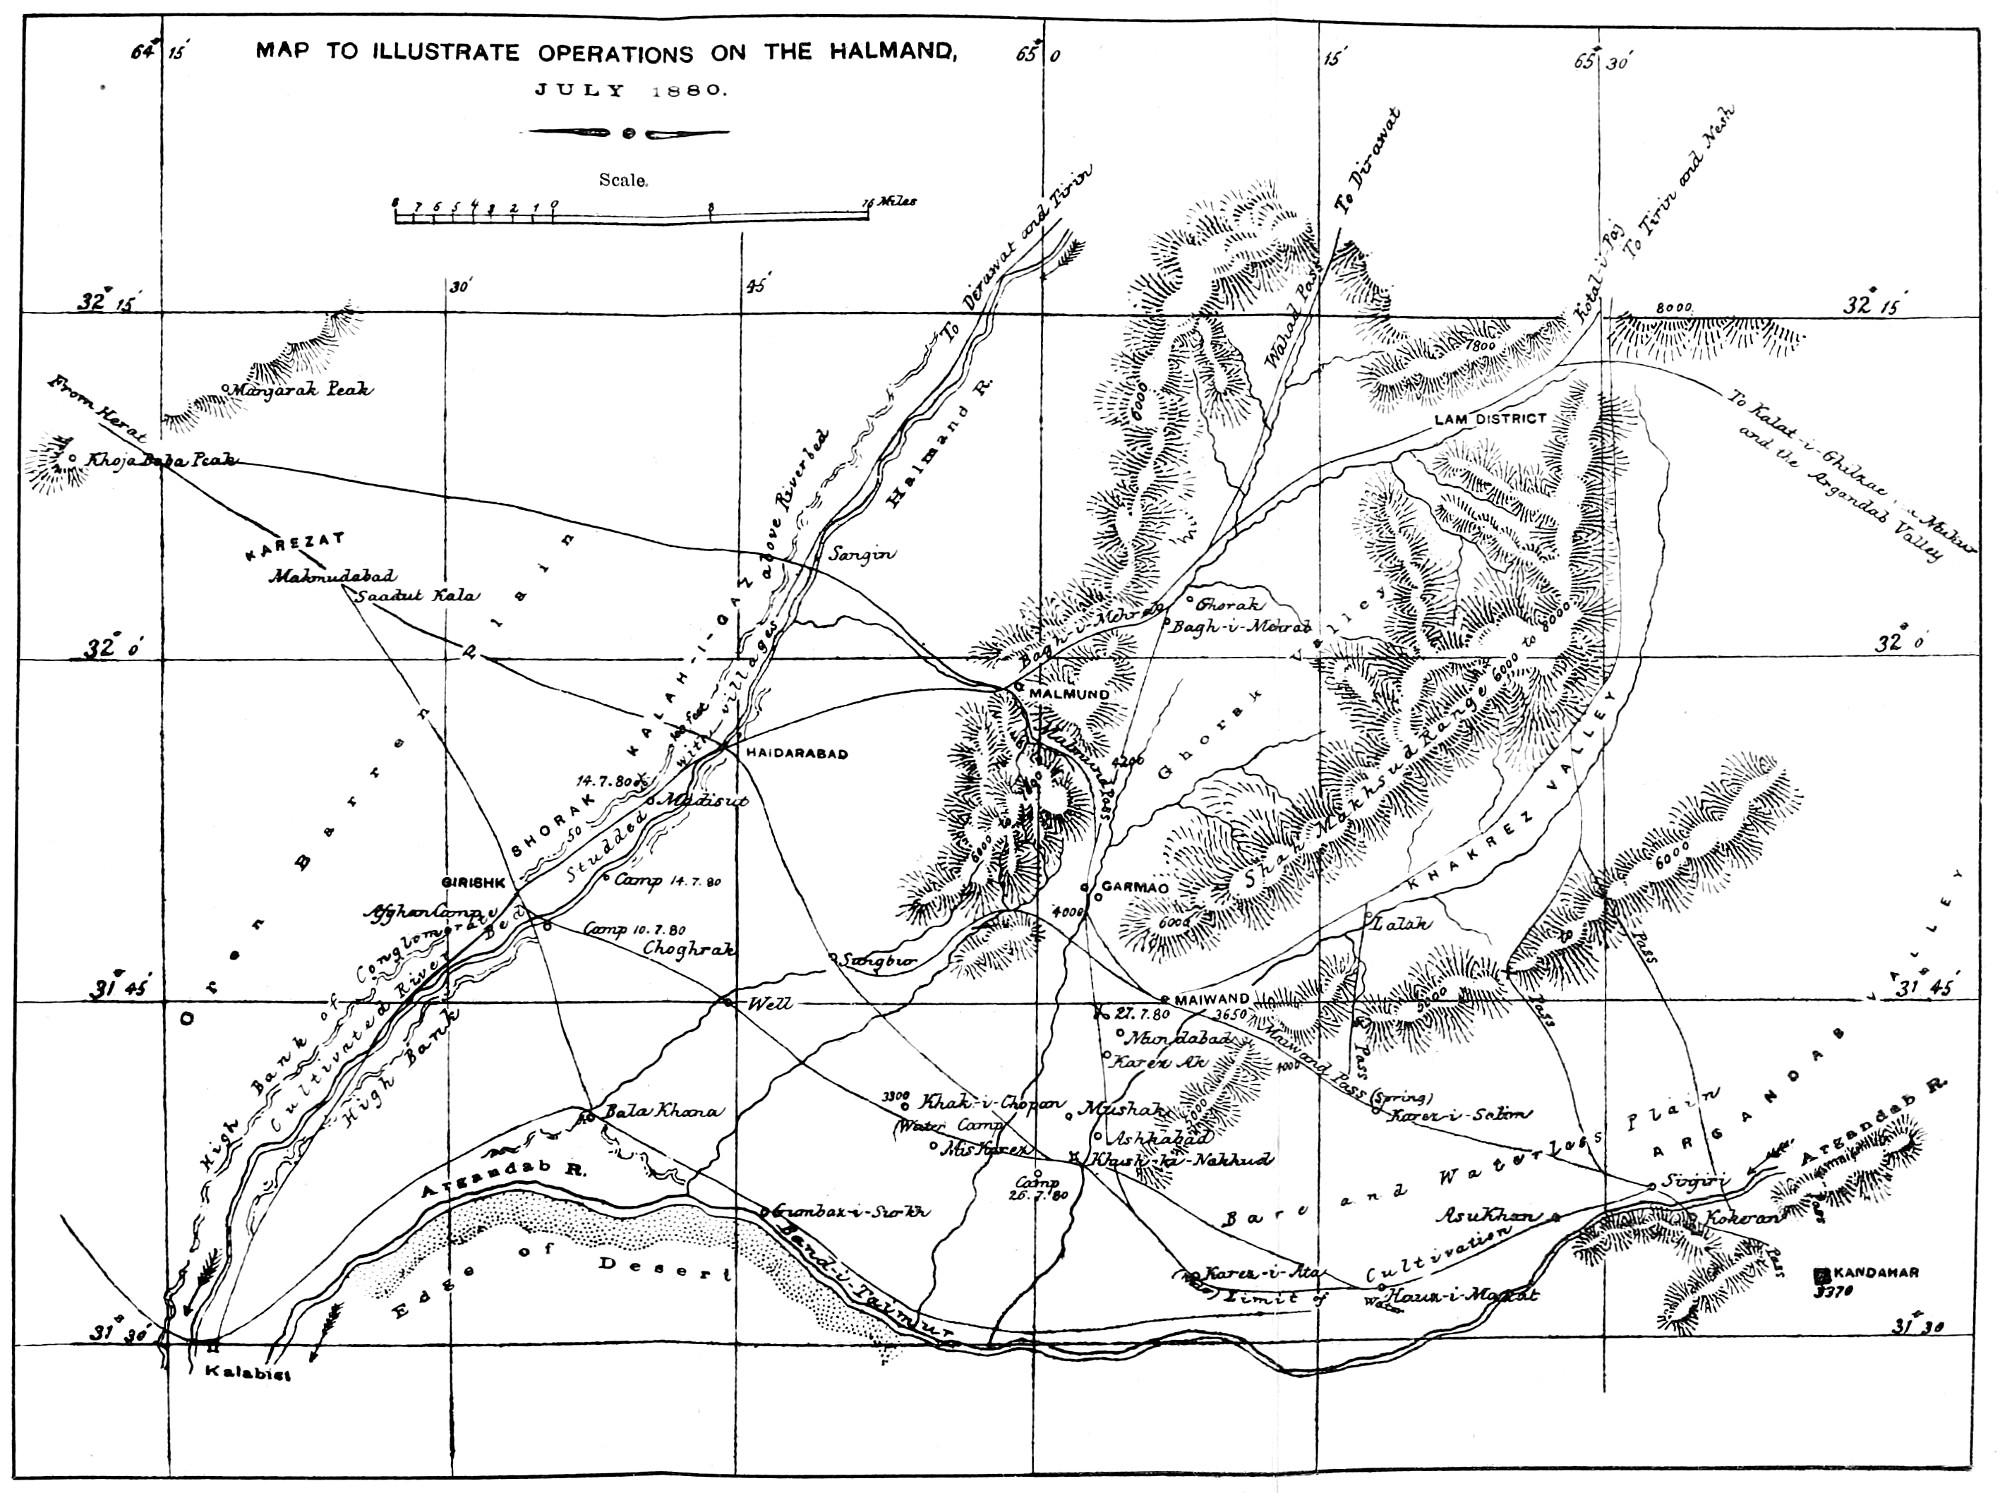 MAP TO ILLUSTRATE OPERATIONS ON THE HALMAND,
JULY 1880.
Scale.
8 7 6 5 4 3 2 1 0 8 16 Miles
64° 15′
30′
45′
65° 0
15′
65° 30′
32° 15′
32° 15′
32° 0′
32° 0′
31° 45′
31° 45′
31° 30′
31° 30
To Derawat and Tirin
To Dirawat
To Tirin and Nesh
Wahad Pass
8000
7800
6000
Mangarak Peak
From Herat
Khoja Baba Peak
Halmand R.
LAM DISTRICT
To Kalat-i-Ghilzae
and the Argandab Valley
KAREZAT
Mahmudabad
Saadut Kala
Sangin
above Riverbed
KALAH-I-GAZ
Ghorak
Bagh-i-Mehrab
Bagh-i-Mehrab
Ghorak Valley
MALMUND
Malmund Pass
4200
6000
Shah Makhsud Range 6000 to 8000
KHAKREZ VALLEY
HAIDARABAD
14.7.80
Madisut
SHORAK
50
100 feet
Studded with villages
Open Barren Plain
GIRISHK
Camp 14.7.80
Afghan Camp
Camp 10.7.80
Choghrak
GARMAO
4000
6000
Lalah
6000
to
Pass
Pass
Sangbur
Well
MAIWAND
3650
27.7.80
5000
Pass
Mundabad
Karez Ak
Maiwand Pass
4000
(Spring)
Karez-i-Salim
High Bank of Conglomerate
Cultivated River Bed
High Bank
Bala Khana
3300
Khak-i-Chopan
(Water Camp)
Mis Karez
Mushak
Ashkabad
5000
Khush-ka-Nakhud
Camp
26.7.80
Bare and Waterless Plain
ARGANDAB VALLEY
Argandab R.
Argandab R.
Sinjiri
Asu Khan
Kokeran
Pass
Pass
KANDAHAR
3370
Gumbaz-i-Surkh
Band-i-Taimur
Edge of Desert
Karez-i-Ata
Limit of Cultivation
Hauz-i-Madat
Water
Kalabist